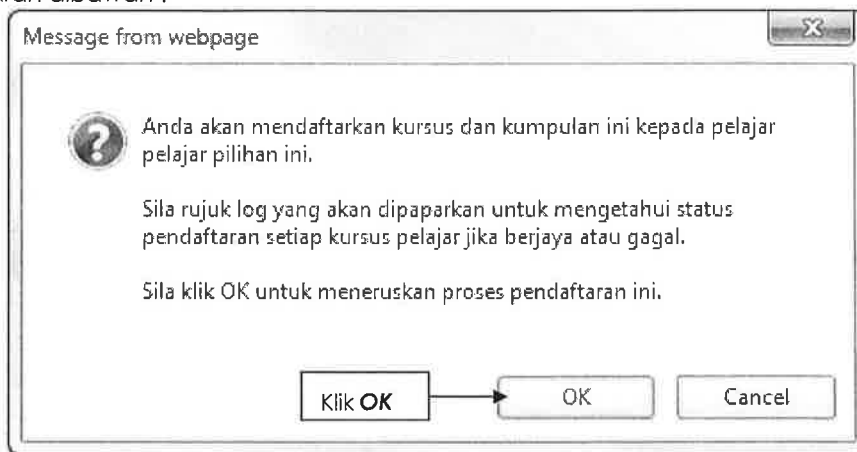 Message from webpage
Anda akan mendaftarkan kursus dan kumpulan ini kepada pelajar
pelajar pilihan ini.
Sila rujuk log yang akan dipaparkan untuk mengetahui status
pendaftaran setiap kursus pelajar jika berjaya atau gagal.
Sila klik OK untuk meneruskan proses pendaftaran ini.
Klik OK
OK
Cancel